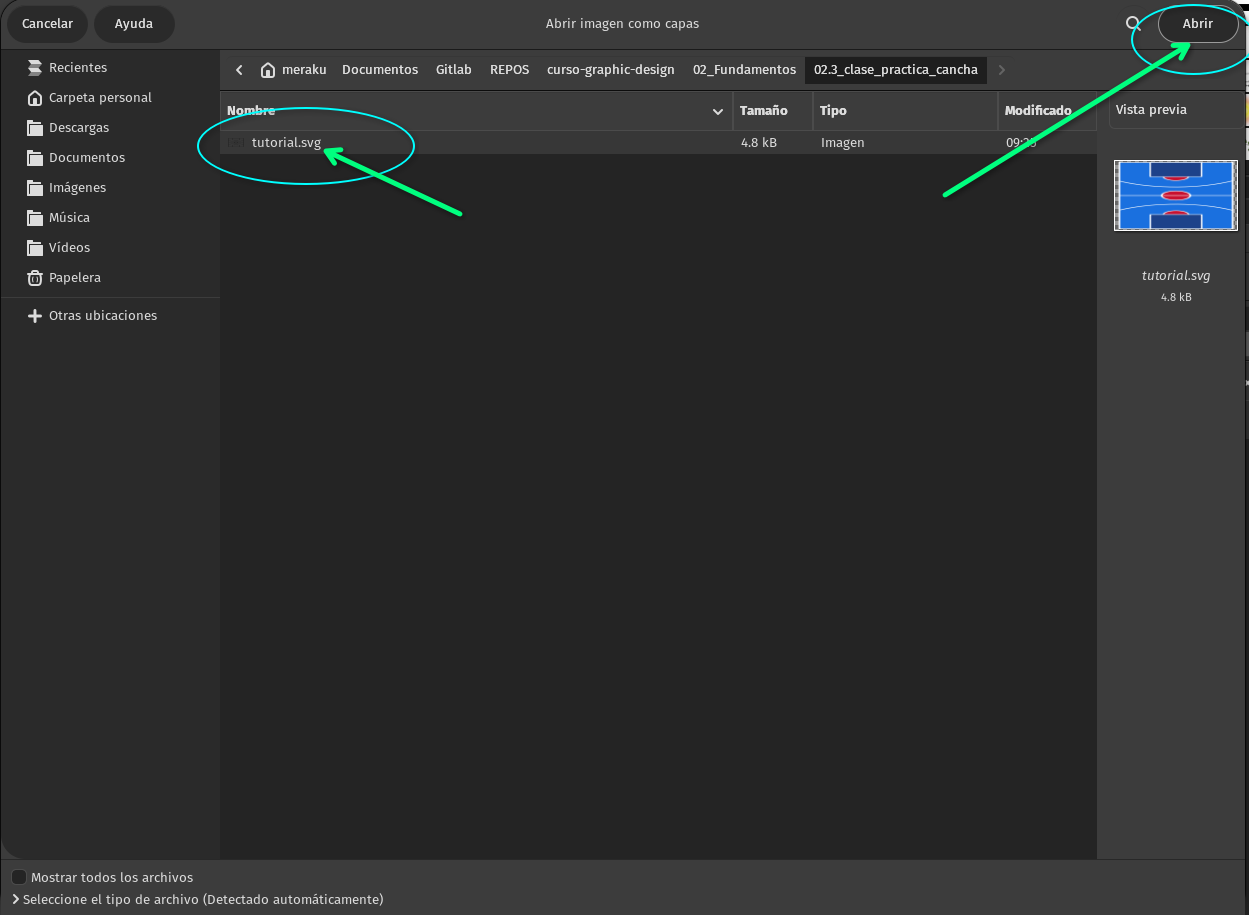 Cancelar
Ayuda
Abrir imagen como capas
Abrir
Recientes
Carpeta personal
Descargas
Documentos
Imágenes
Música
Vídeos
Papelera
Otras ubicaciones
meraku Documentos Gitlab REPOS curso-graphic-design 02_Fundamentos 02.3_clase_practica_cancha
Nombre Tamaño Tipo Modificado
tutorial.svg 4.8 kB Imagen
Vista previa
tutorial.svg
4.8 kB
Mostrar todos los archivos
Seleccione el tipo de archivo (Detectado automáticamente)